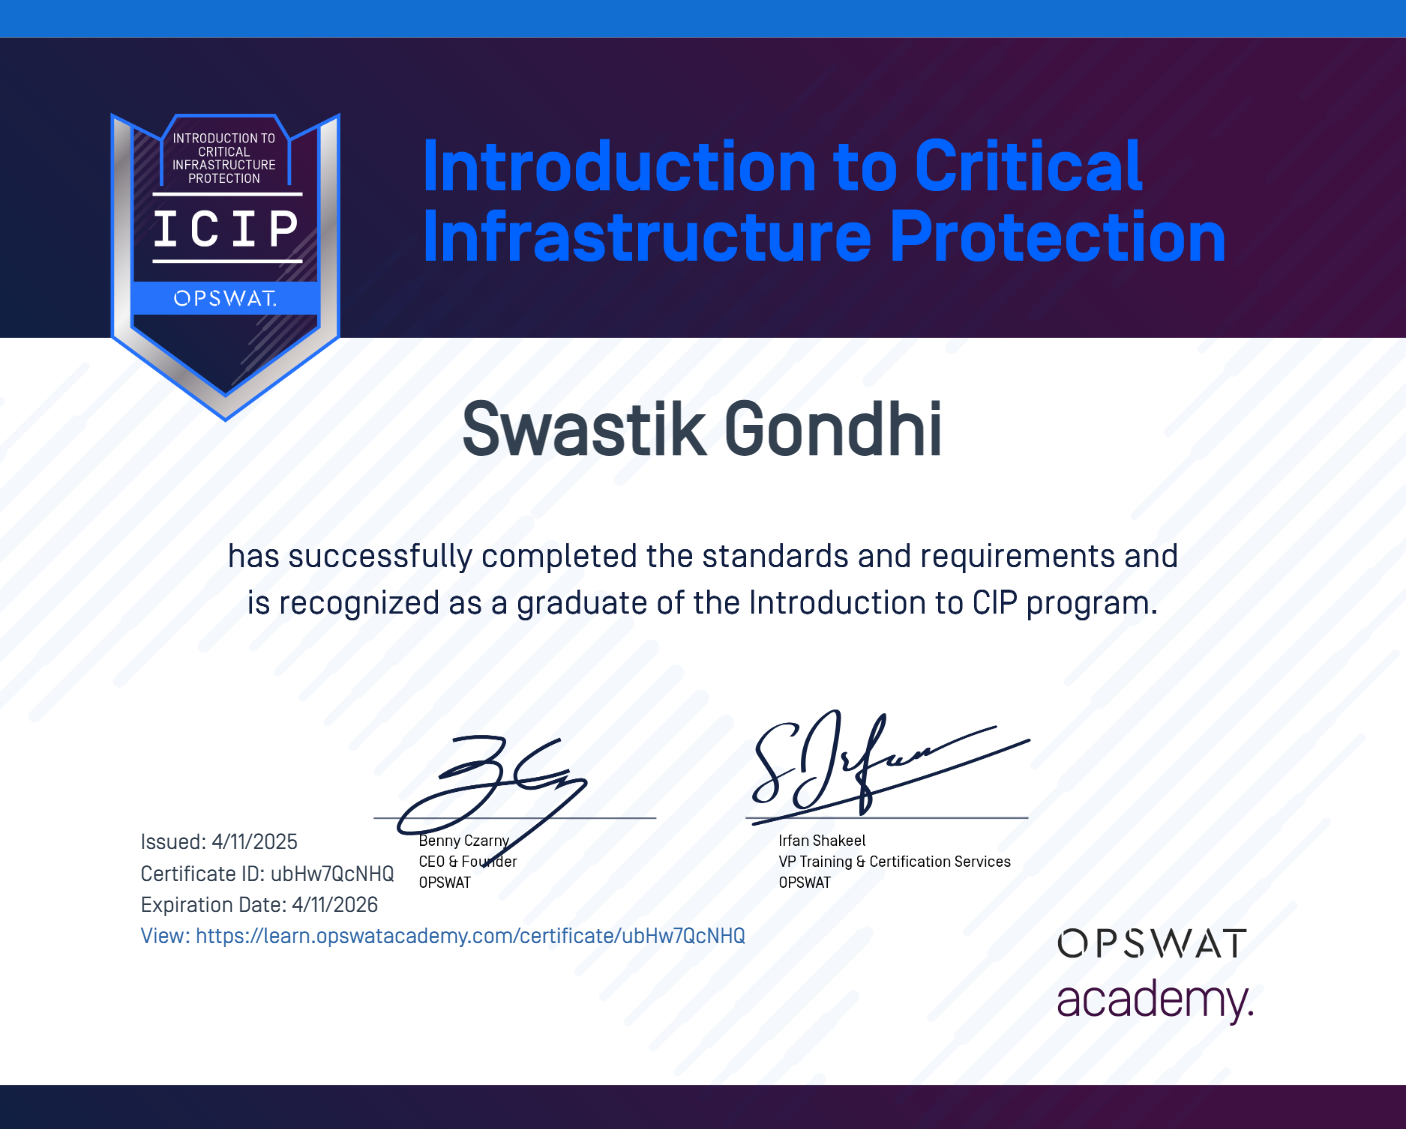 INTRODUCTION TO
CRITICAL
INFRASTRUCTURE
PROTECTION
ICIP
OPSWAT.
Introduction to Critical
Infrastructure Protection
Swastik Gondhi
has successfully completed the standards and requirements and
is recognized as a graduate of the Introduction to CIP program.
Benny Czarny
CEO & Founder
OPSWAT
Irfan Shakeel
VP Training & Certification Services
OPSWAT
Issued: 4/11/2025
Certificate ID: ubHw7QcNHQ
Expiration Date: 4/11/2026
View: https://learn.opswatacademy.com/certificate/ubHw7QcNHQ
OPSWAT
academy.